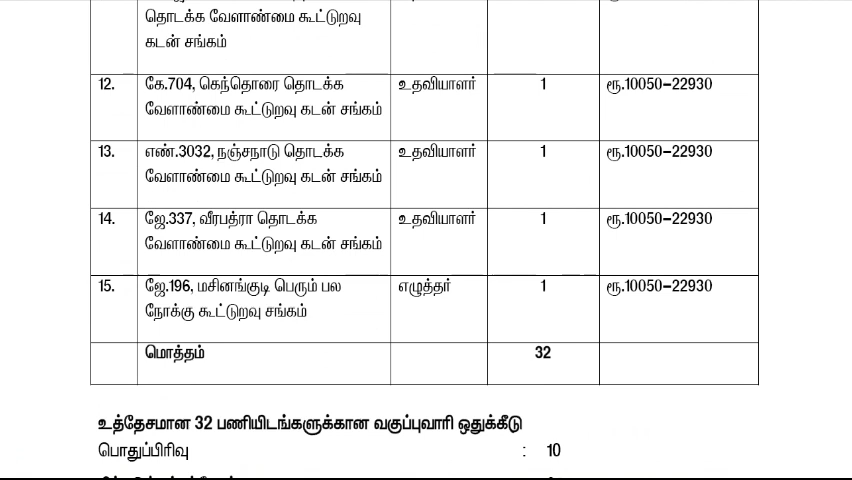 தொடக்க வேளாண்மை கூட்டுறவு
கடன் சங்கம்
12. கே.704, கெந்தொரை தொடக்க உதவியாளர் 1 ரூ.10050-22930
வேளாண்மை கூட்டுறவு கடன் சங்கம்
13. எண்.3032, நஞ்சநாடு தொடக்க உதவியாளர் 1 ரூ.10050-22930
வேளாண்மை கூட்டுறவு கடன் சங்கம்
14. ஜே.337, வீரபத்ரா தொடக்க உதவியாளர் 1 ரூ.10050-22930
வேளாண்மை கூட்டுறவு கடன் சங்கம்
15. ஜே.196, மசினங்குடி பெரும் பல எழுத்தர் 1 ரூ.10050-22930
நோக்கு கூட்டுறவு சங்கம்
மொத்தம் 32
உத்தேசமான 32 பணியிடங்களுக்கான வகுப்புவாரி ஒதுக்கீடு
பொதுப்பிரிவு : 10